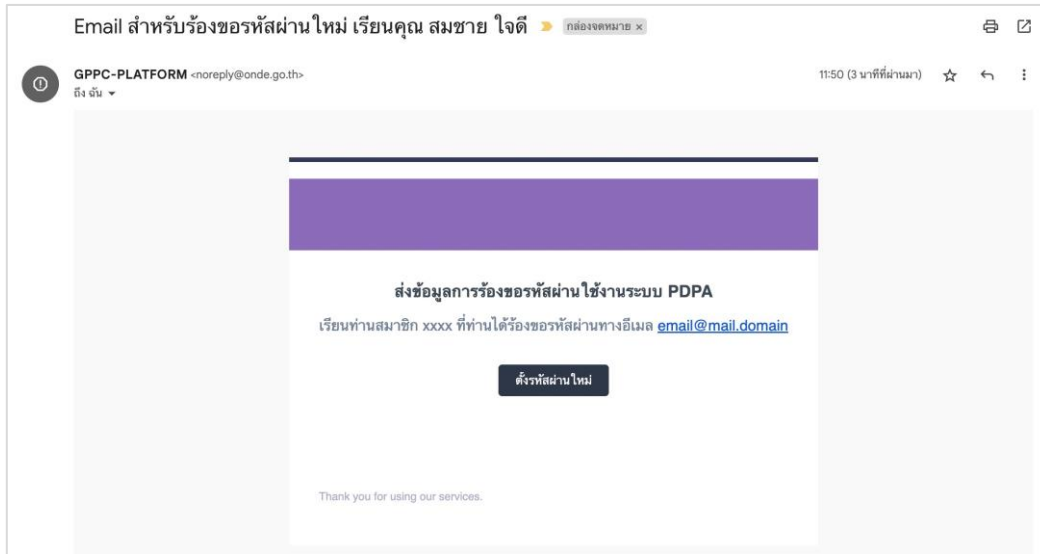 Email สำหรับร้องขอรหัสผ่านใหม่ เรียนคุณ สมชาย ใจดี กล่องจดหมาย ×
GPPC-PLATFORM <noreply@onde.go.th> 11:50 (3 นาทีที่ผ่านมา)
ถึง ฉัน
ส่งข้อมูลการร้องขอรหัสผ่านใช้งานระบบ PDPA
เรียนท่านสมาชิก xxxx ที่ท่านได้ร้องขอรหัสผ่านทางอีเมล email@mail.domain
ตั้งรหัสผ่านใหม่
Thank you for using our services.